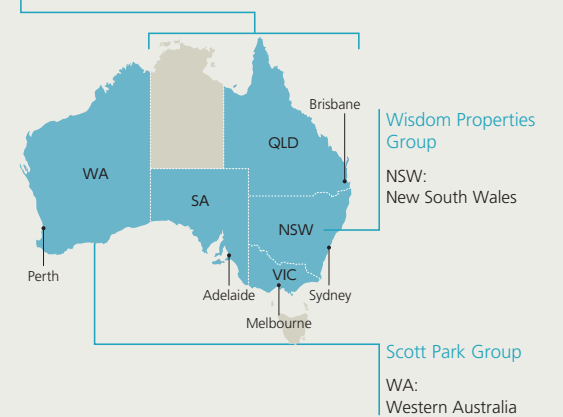 Brisbane
Wisdom Properties
Group
QLD
WA
NSW:
New South Wales
SA
NSW
VIC
Perth
Adelaide
Sydney
Melbourne
Scott Park Group
WA:
Western Australia